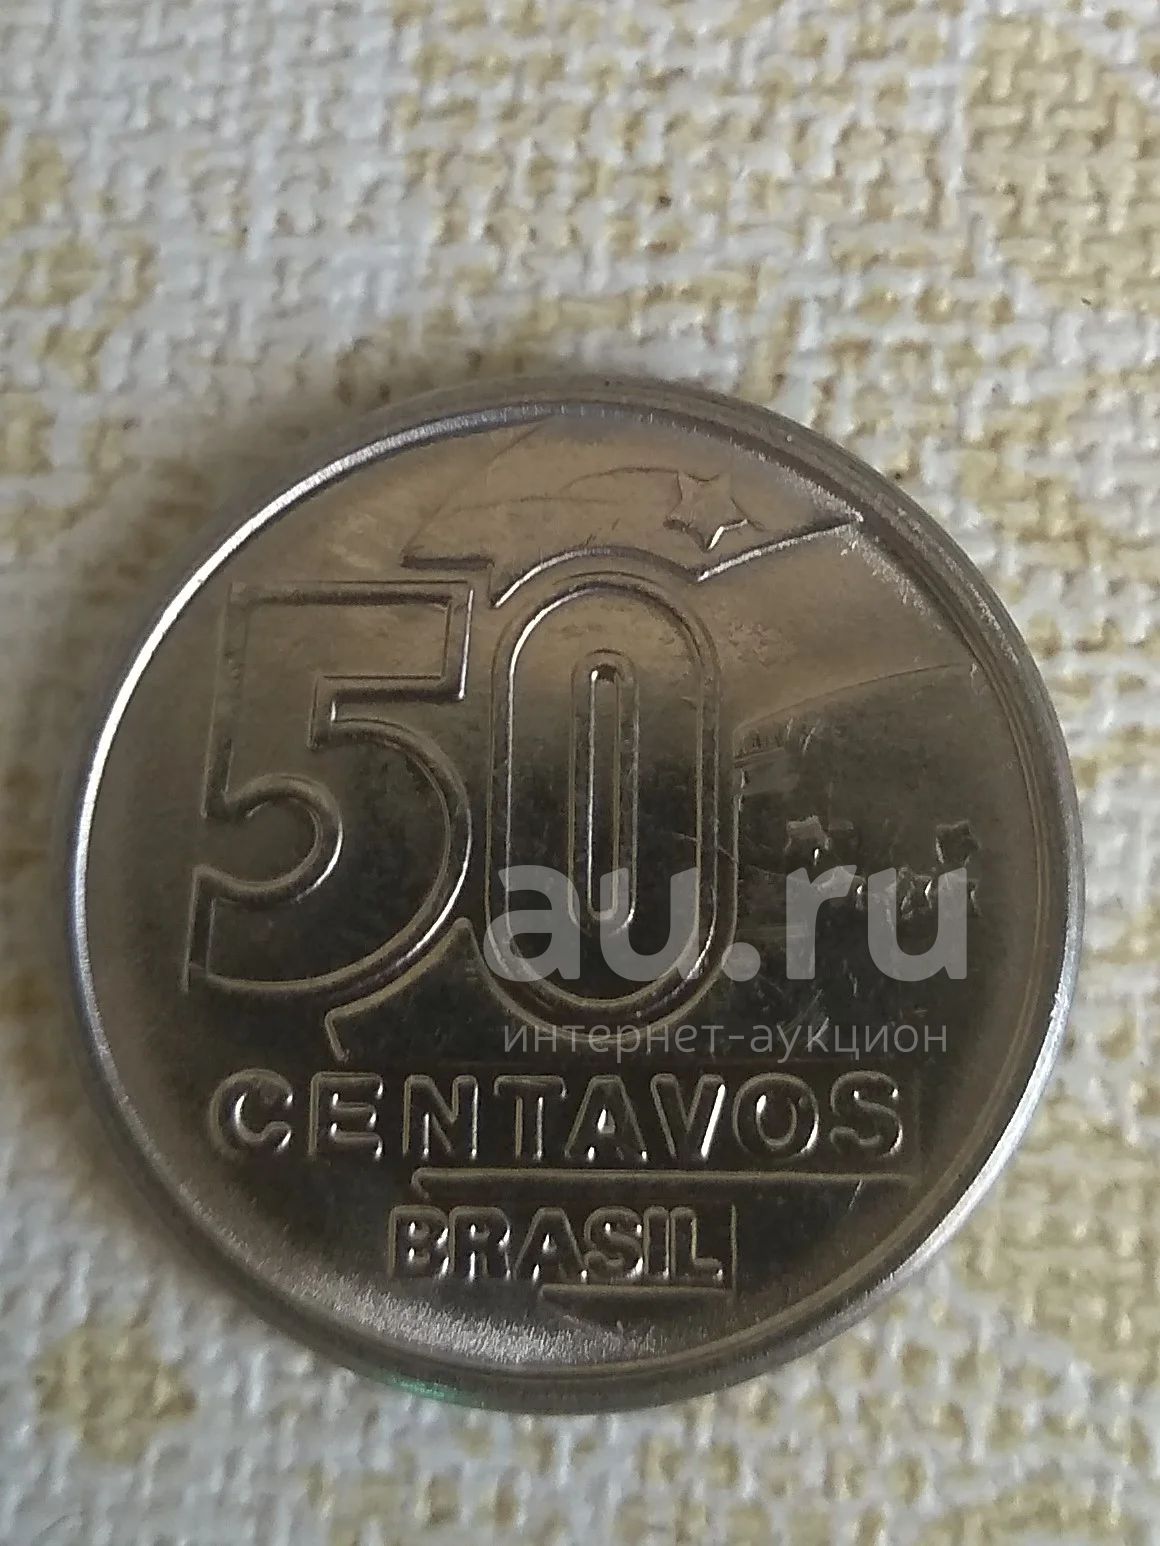 50
au.ru
интернет-аукцион
CENTAVOS
BRASIL